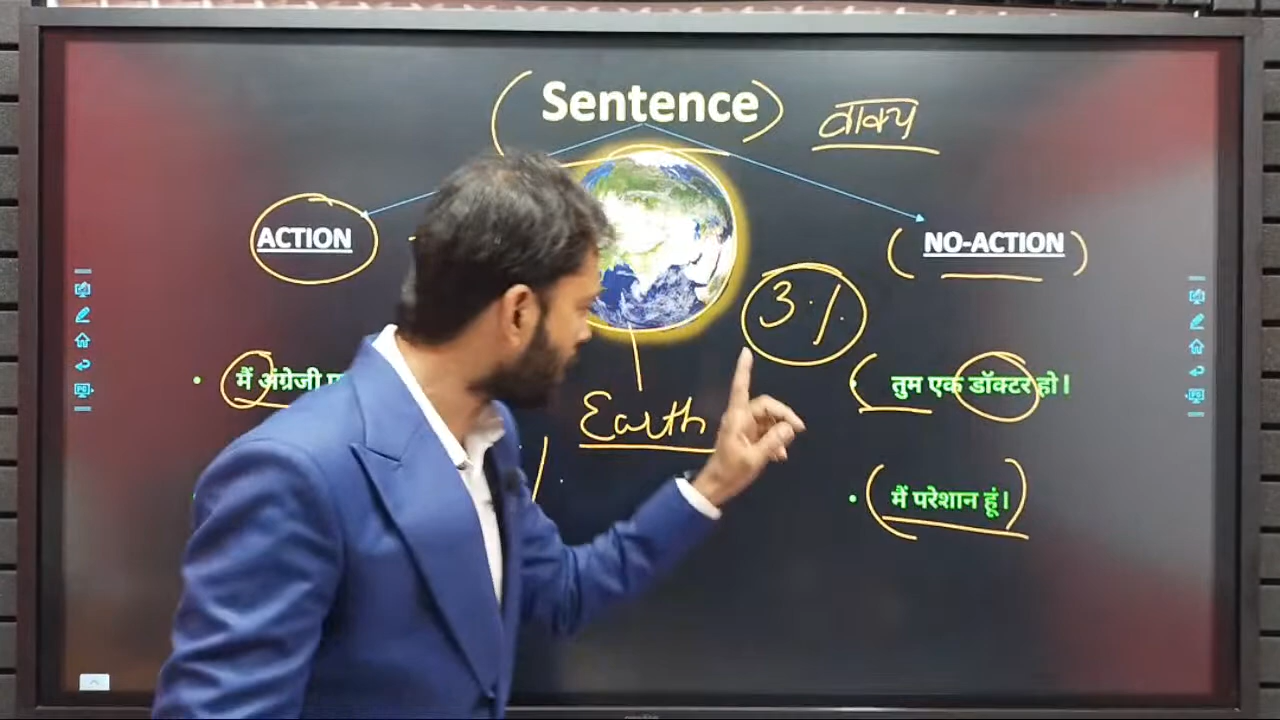 Sentence
वाक्य
ACTION
NO-ACTION
3%
मैं अंग्रेजी
तुम एक डॉक्टर हो।
Earth
मैं परेशान हूं।